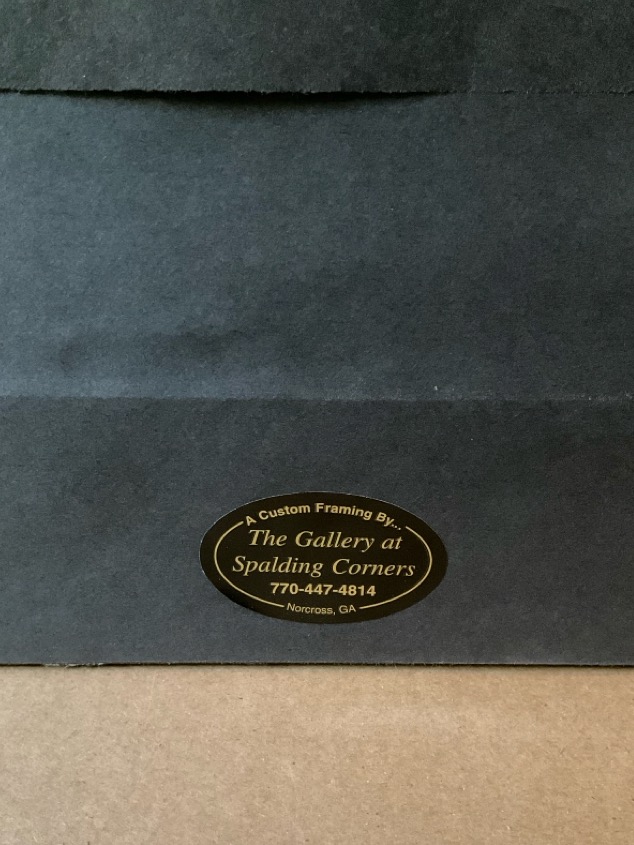 A Custom Framing By...
The Gallery at
Spalding Corners
770-447-4814
Norcross, GA